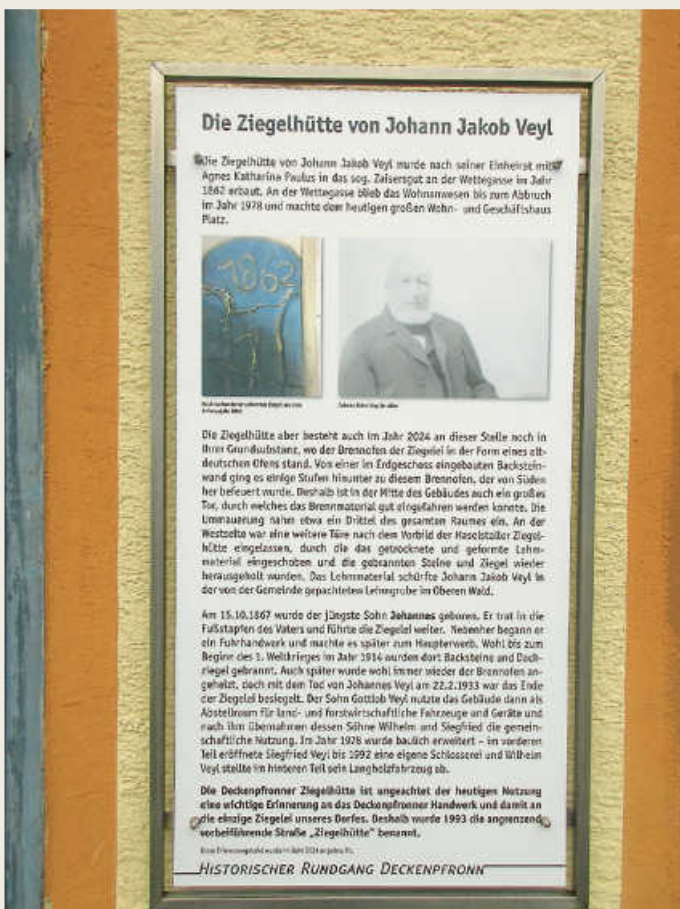 Die Ziegelhütte von Johann Jakob Veyl
Die Ziegelhütte von Johann Jakob Veyl wurde nach seiner Einheirat mit
Agnes Katharina Paulus in das sog. Zaisersgut an der Wettegasse im Jahr
1862 erbaut. An der Wettegasse blieb das Wohnanwesen bis zum Abbruch
im Jahr 1978 und machte dem heutigen großen Wohn- und Geschäftshaus
Platz.
1862
Die Ziegelhütte aber besteht auch im Jahr 2024 an dieser Stelle noch in
ihrer Grundsubstanz, wo der Brennofen der Ziegelei in der Form eines alt-
deutschen Ofens stand. Von einer im Erdgeschoss eingebauten Backstein-
wand ging es einige Stufen hinunter zu diesem Brennofen, der von Süden
her befeuert wurde. Deshalb ist in der Mitte des Gebäudes auch ein großes
Tor, durch welches das Brennmaterial gut eingefahren werden konnte. Die
Ummauerung nahm etwa ein Drittel des gesamten Raumes ein. An der
Westseite war eine weitere Türe nach dem Vorbild der Haselstaller Ziegel-
hütte eingelassen, durch die das getrocknete und geformte Lehm-
material eingeschoben und die gebrannten Steine und Ziegel wieder
herausgeholt wurden. Das Lehmmaterial schürfte Johann Jakob Veyl in
der von der Gemeinde gepachteten Lehmgrube im Oberen Wald.
Am 15.10.1867 wurde der jüngste Sohn Johannes geboren. Er trat in die
Fußstapfen des Vaters und führte die Ziegelei weiter. Nebenher begann er
ein Fuhrhandwerk und machte es später zum Haupterwerb. Wohl bis zum
Beginn des 1. Weltkrieges im Jahr 1914 wurden dort Backsteine und Dach-
ziegel gebrannt. Auch später wurde wohl immer wieder der Brennofen an-
geheizt, doch mit dem Tod von Johannes Veyl am 22.2.1933 war das Ende
der Ziegelei besiegelt. Der Sohn Gottlob Veyl nutzte das Gebäude dann als
Abstellraum für land- und forstwirtschaftliche Fahrzeuge und Geräte und
nach ihm übernahmen dessen Söhne Wilhelm und Siegfried die gemein-
schaftliche Nutzung. Im Jahr 1978 wurde baulich erweitert – im vorderen
Teil eröffnete Siegfried Veyl bis 1992 eine eigene Schlosserei und Wilhelm
Veyl stellte im hinteren Teil sein Langholzfahrzeug ab.
Die Deckenpfronner Ziegelhütte ist ungeachtet der heutigen Nutzung
eine wichtige Erinnerung an das Deckenpfronner Handwerk und damit an
die einzige Ziegelei unseres Dorfes. Deshalb wurde 1993 die angrenzend
vorbeiführende Straße „Ziegelhütte“ benannt.
HISTORISCHER RUNDGANG DECKENPFRONN